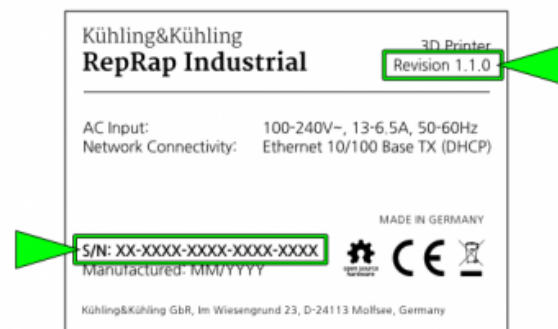 Kühling&Kühling
RepRap Industrial
3D Printer
Revision 1.1.0
AC Input: 100-240V~, 13-6.5A, 50-60Hz
Network Connectivity: Ethernet 10/100 Base TX (DHCP)
MADE IN GERMANY
S/N: XX-XXXX-XXXX-XXXX-XXXX
Manufactured: MM/YYYY
open source
hardware
CE
Kühling&Kühling GbR, Im Wiesengrund 23, D-24113 Molfsee, Germany